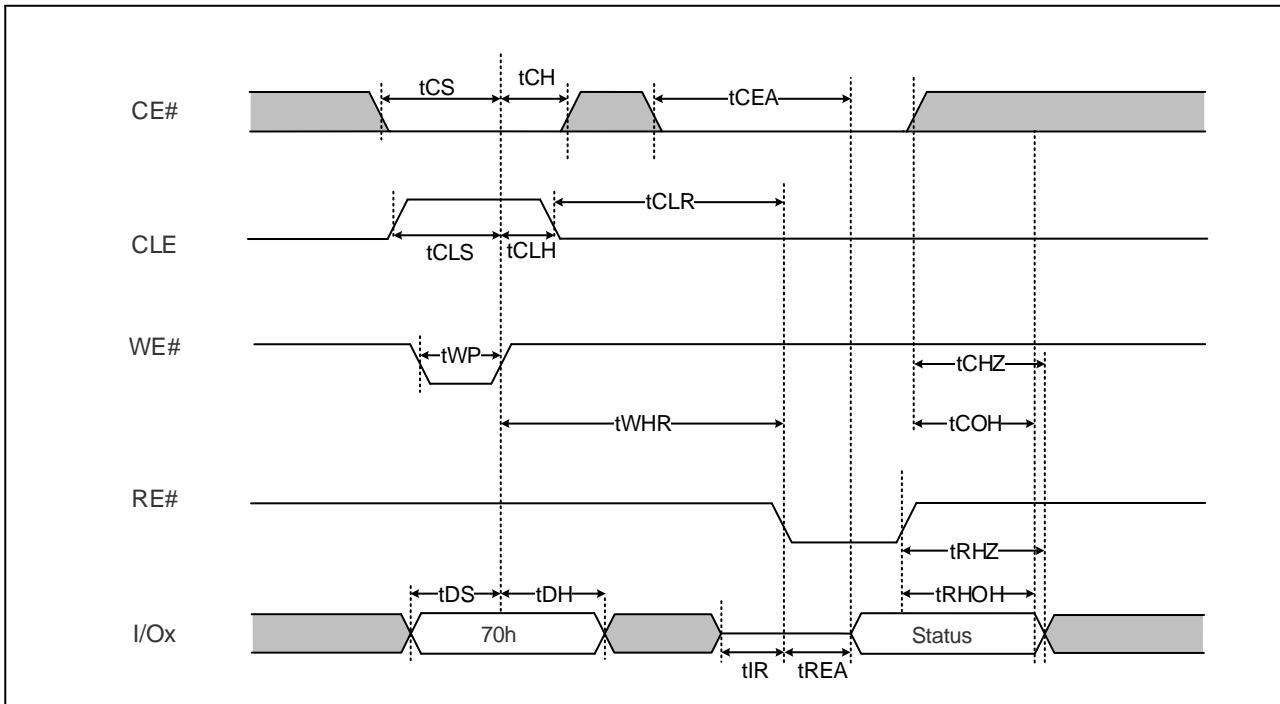 tCS
tCH
tCEA
CE#
tCLR
CLE
tCLS
tCLH
WE#
tWP
tCHZ
tWHR
tCOH
RE#
tRHZ
tDS
tDH
tRHOH
I/Ox
70h
Status
tIR
tREA